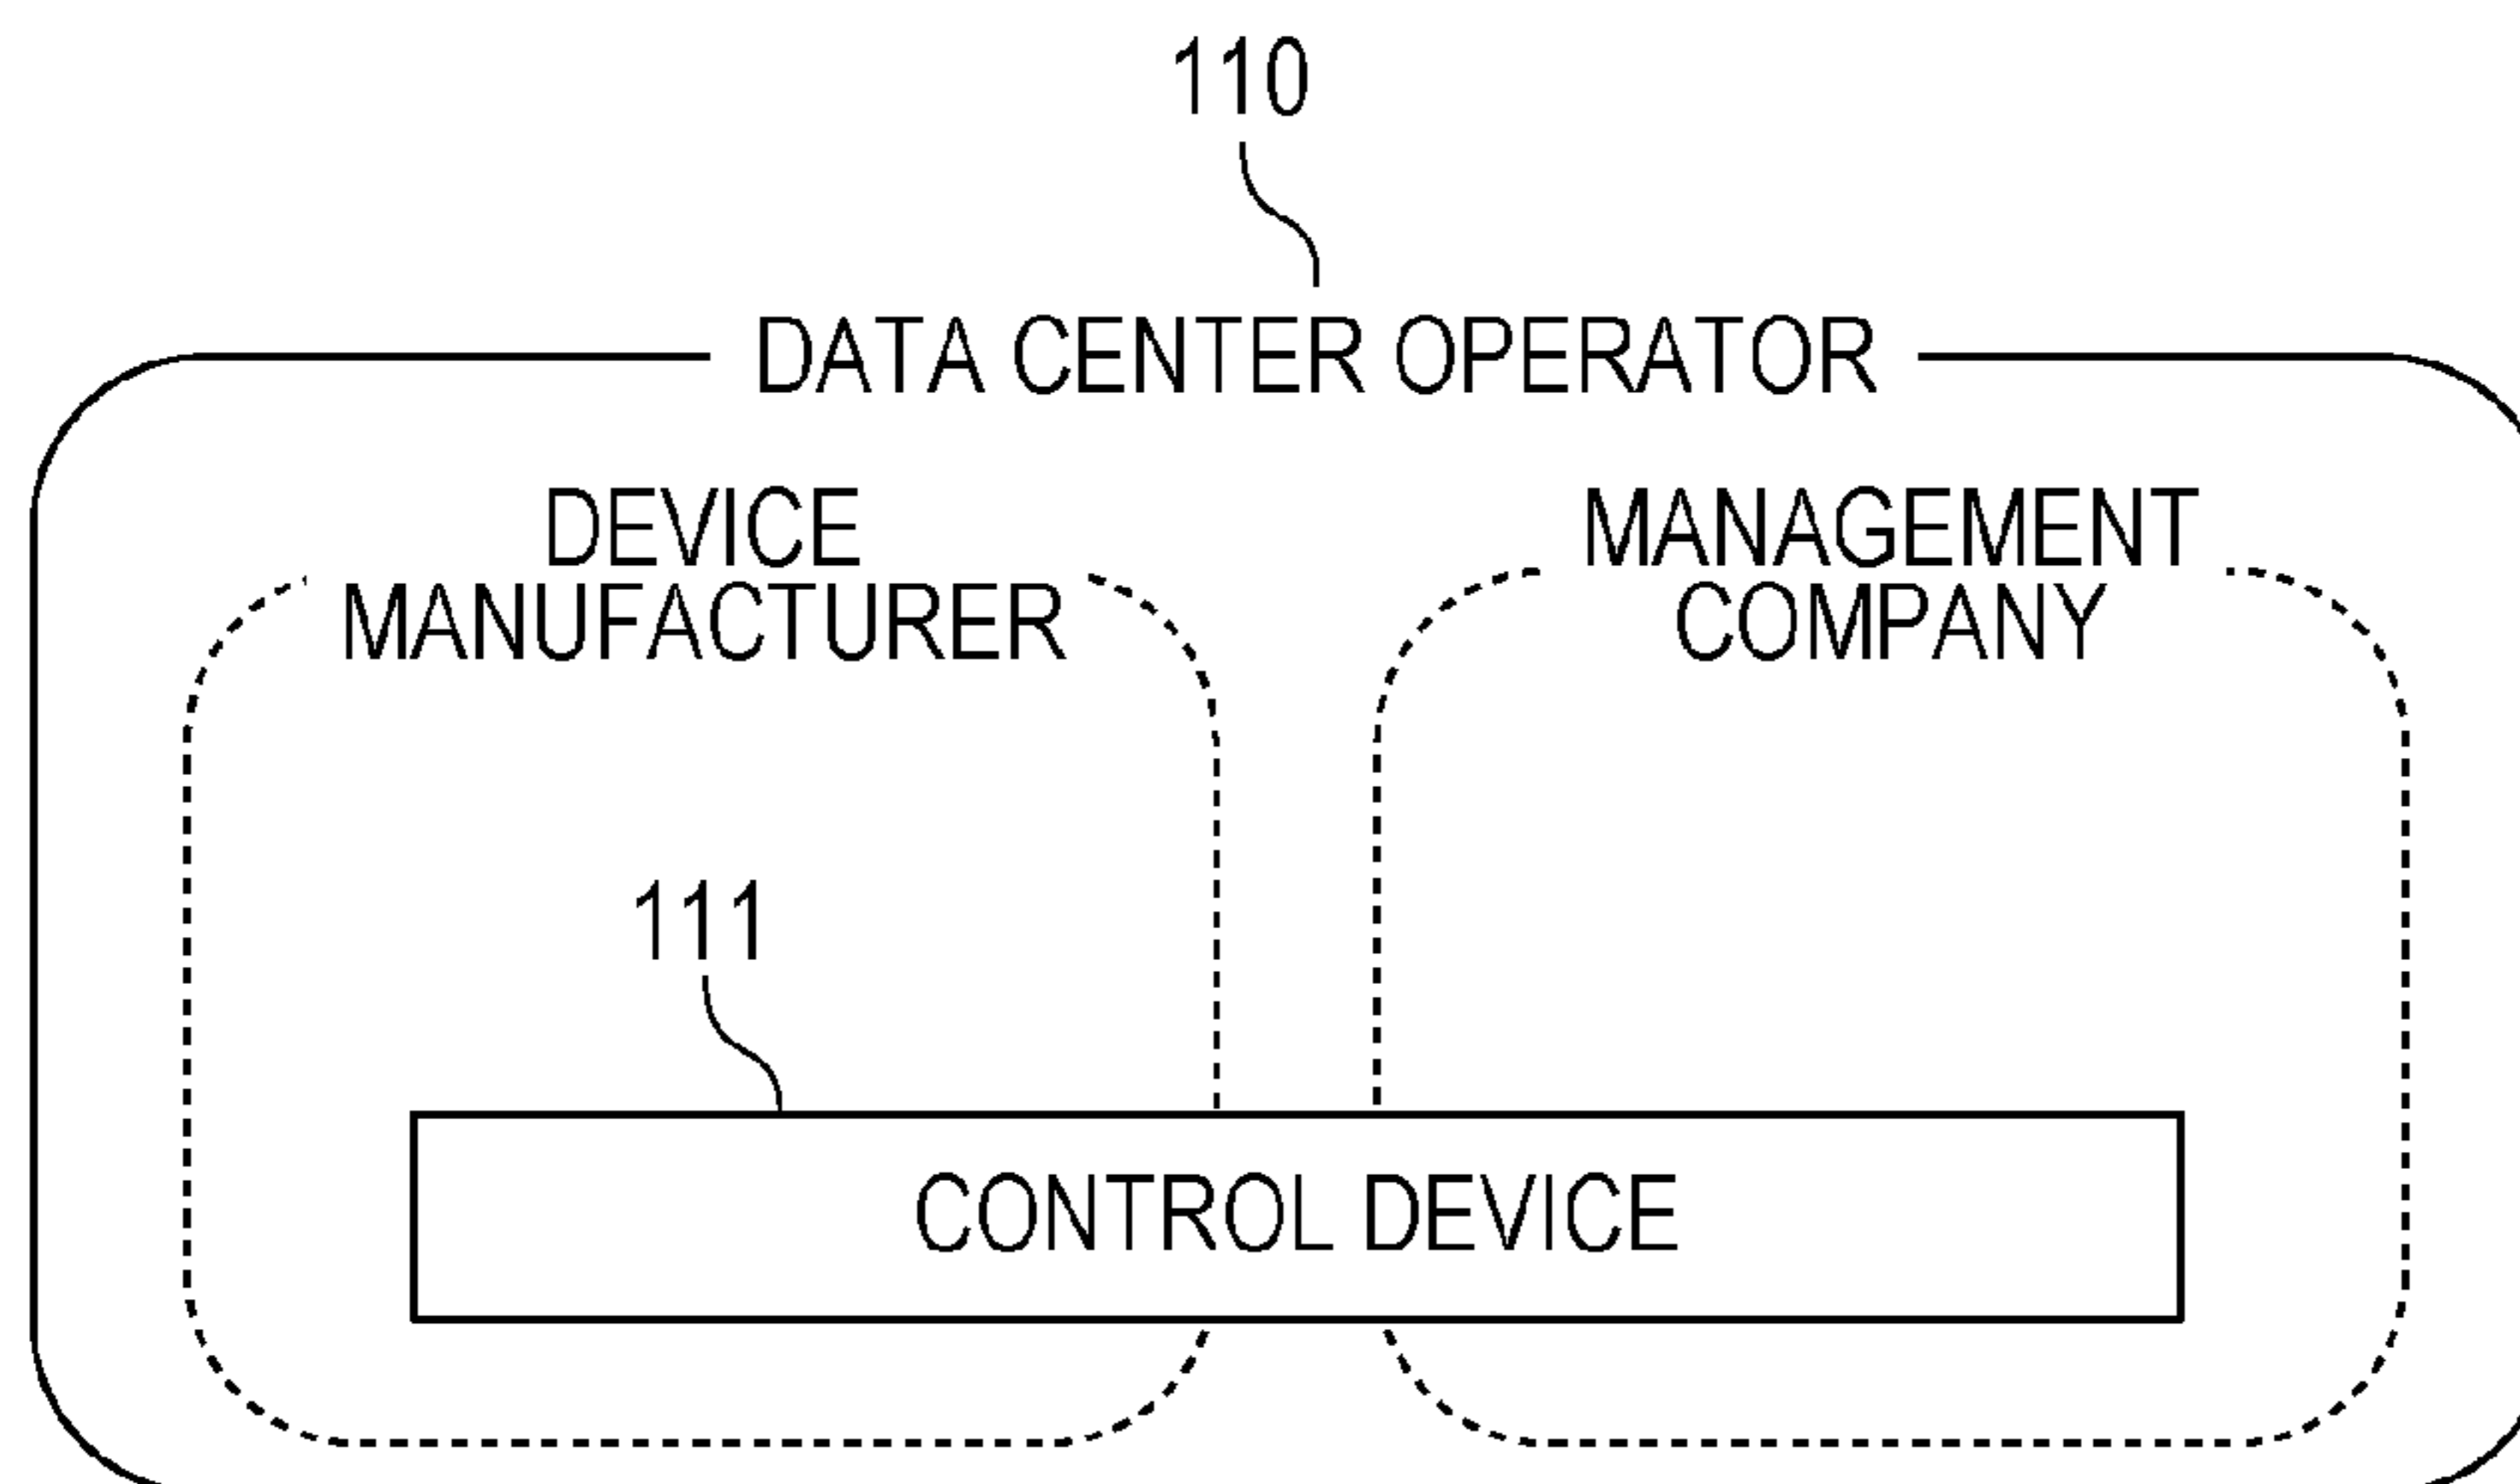 110
DATA CENTER OPERATOR
DEVICE
MANUFACTURER
MANAGEMENT
COMPANY
111
CONTROL DEVICE